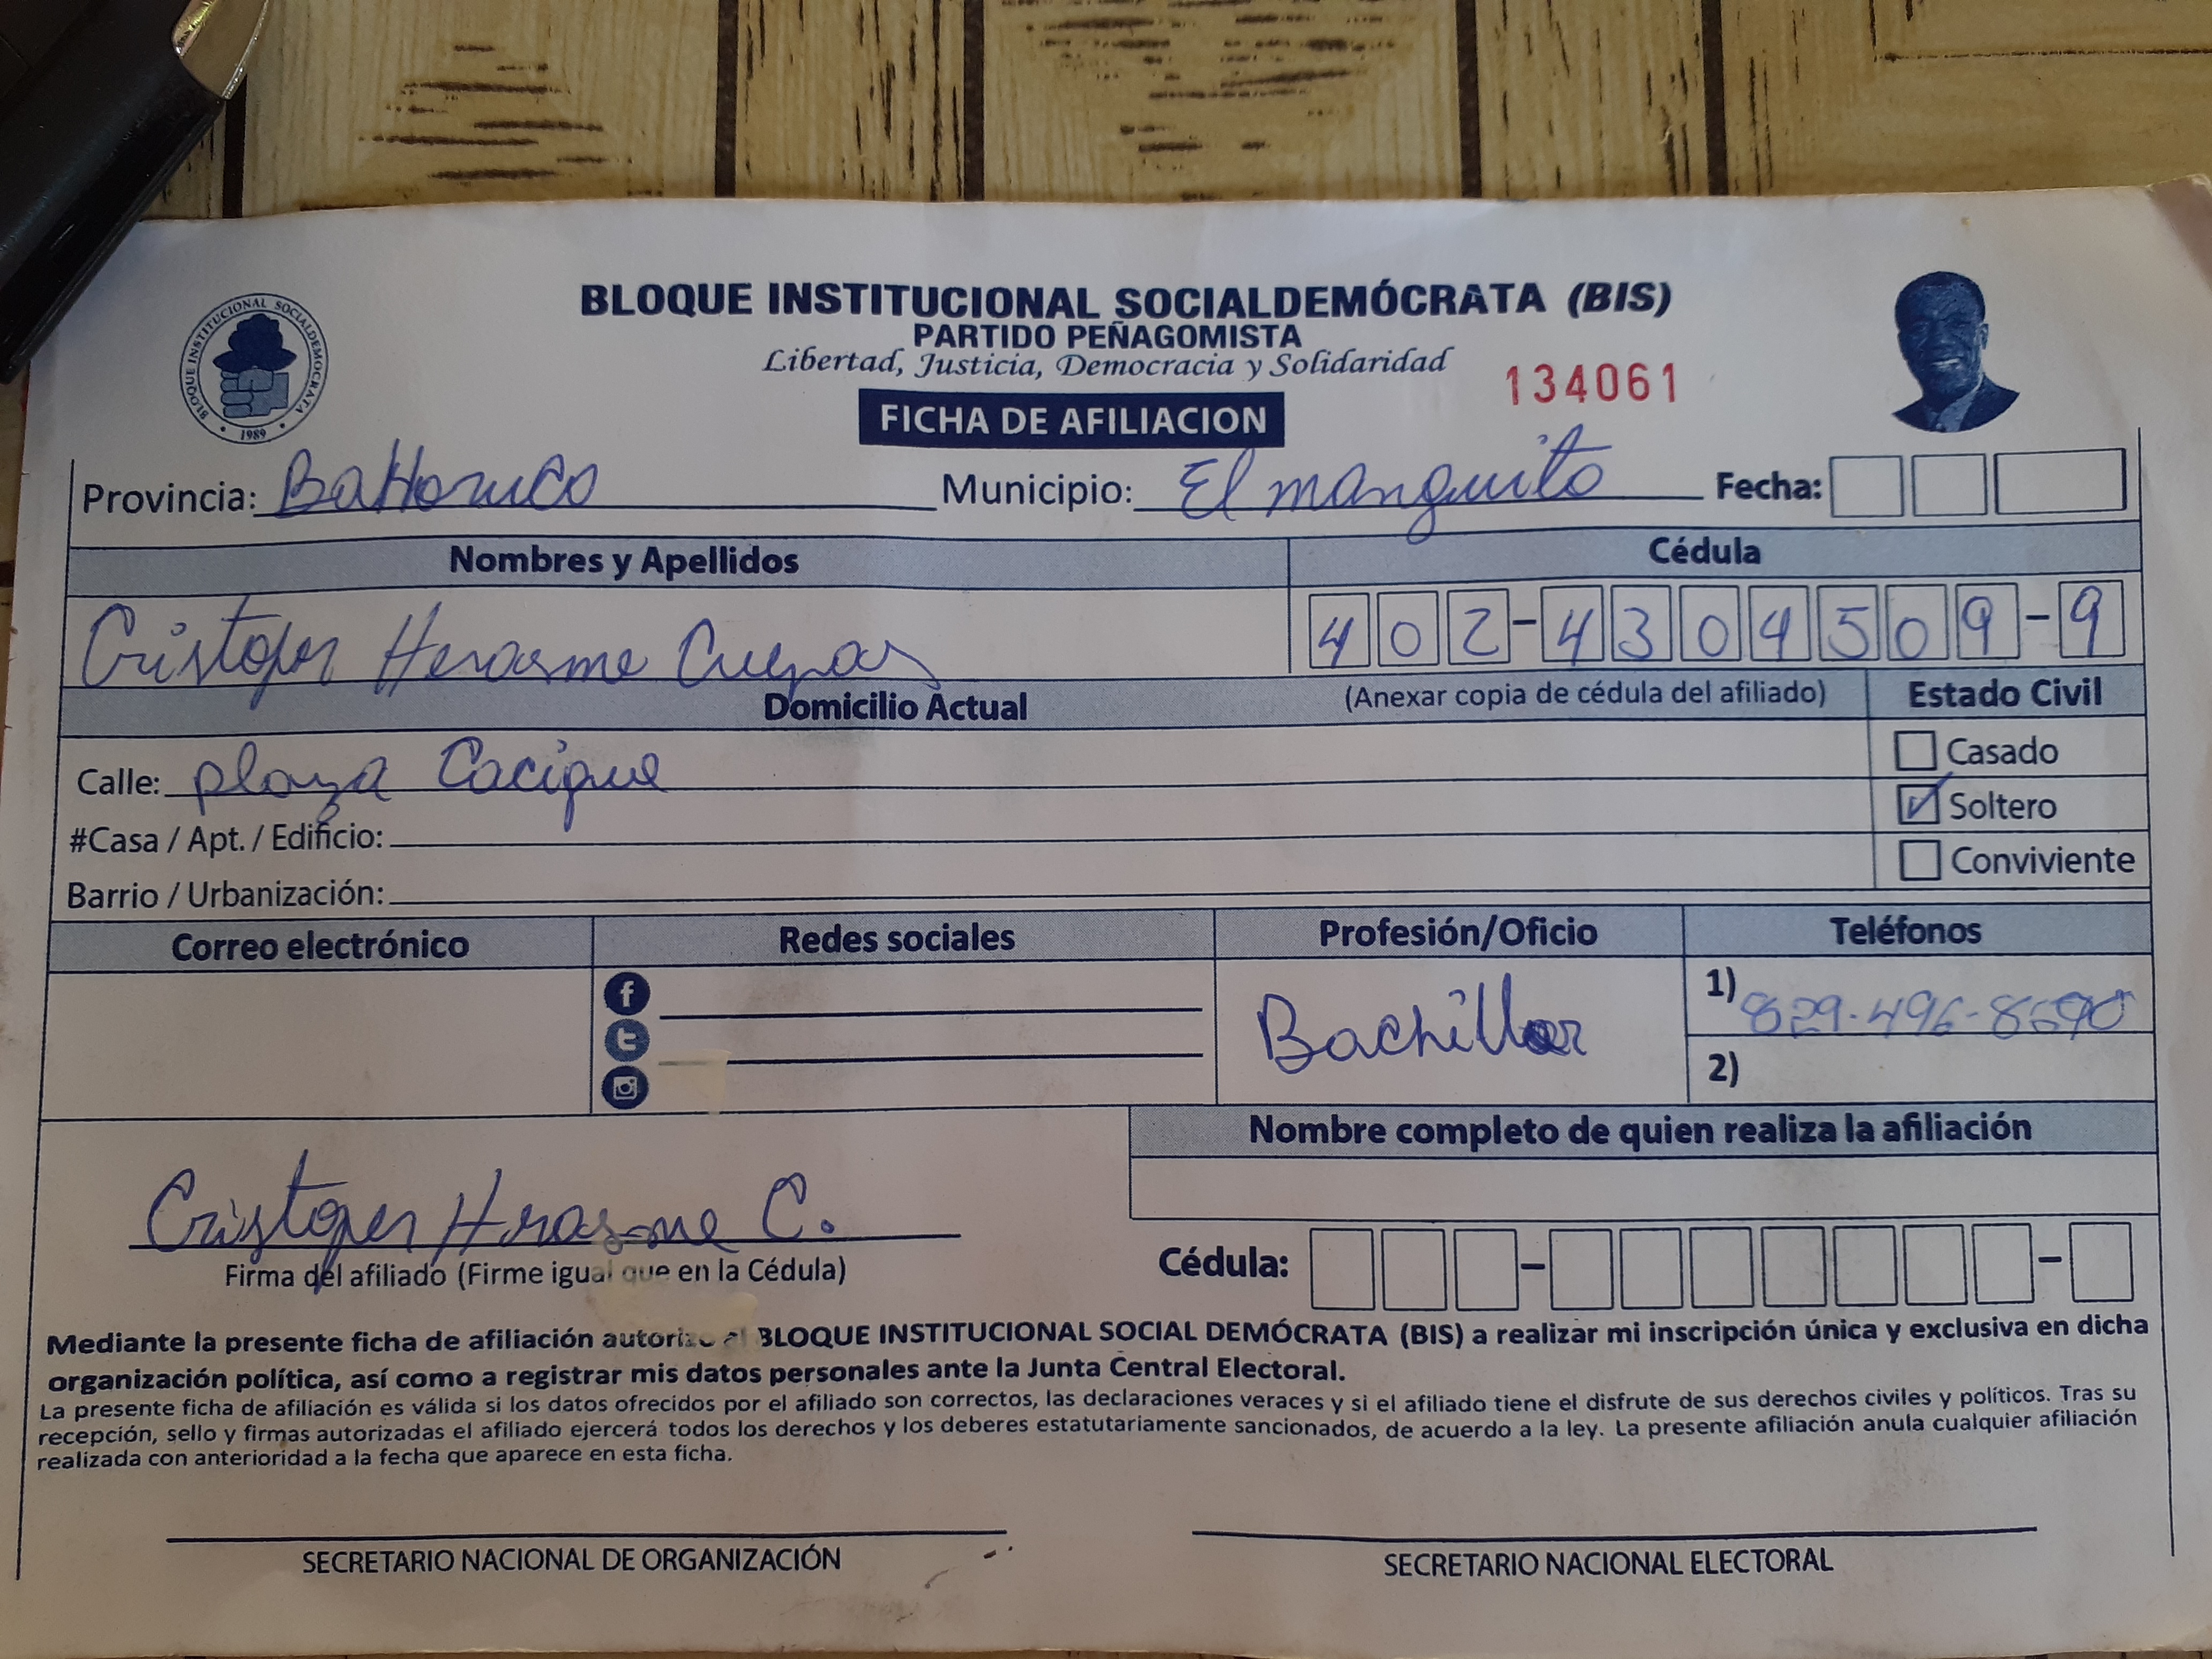 BLOQUE INSTITUCIONAL SOCIALDEMOCRATA
1989
BLOQUE INSTITUCIONAL SOCIALDEMÓCRATA (BIS)
PARTIDO PEÑAGOMISTA
Libertad, Justicia, Democracia y Solidaridad
134061
FICHA DE AFILIACION
Provincia: BaHoruco Municipio: El manguito Fecha:
Nombres y Apellidos Cédula
Cristoper Herasme Cuevas 402-4304509-9
Domicilio Actual (Anexar copia de cédula del afiliado) Estado Civil
Calle: playa Cacique
Casado
Soltero
Conviviente
#Casa / Apt. / Edificio:
Barrio / Urbanización:
Correo electrónico Redes sociales Profesión/Oficio Teléfonos
Bachiller
1) 829-496-
2)
Nombre completo de quien realiza la afiliación
Cristoper Herasme C.
Firma del afiliado (Firme igual que en la Cédula)
Cédula:
Mediante la presente ficha de afiliación autorizo al BLOQUE INSTITUCIONAL SOCIAL DEMÓCRATA (BIS) a realizar mi inscripción única y exclusiva en dicha
organización política, así como a registrar mis datos personales ante la Junta Central Electoral.
La presente ficha de afiliación es válida si los datos ofrecidos por el afiliado son correctos, las declaraciones veraces y si el afiliado tiene el disfrute de sus derechos civiles y políticos. Tras su
recepción, sello y firmas autorizadas el afiliado ejercerá todos los derechos y los deberes estatutariamente sancionados, de acuerdo a la ley. La presente afiliación anula cualquier afiliación
realizada con anterioridad a la fecha que aparece en esta ficha.
SECRETARIO NACIONAL DE ORGANIZACIÓN SECRETARIO NACIONAL ELECTORAL